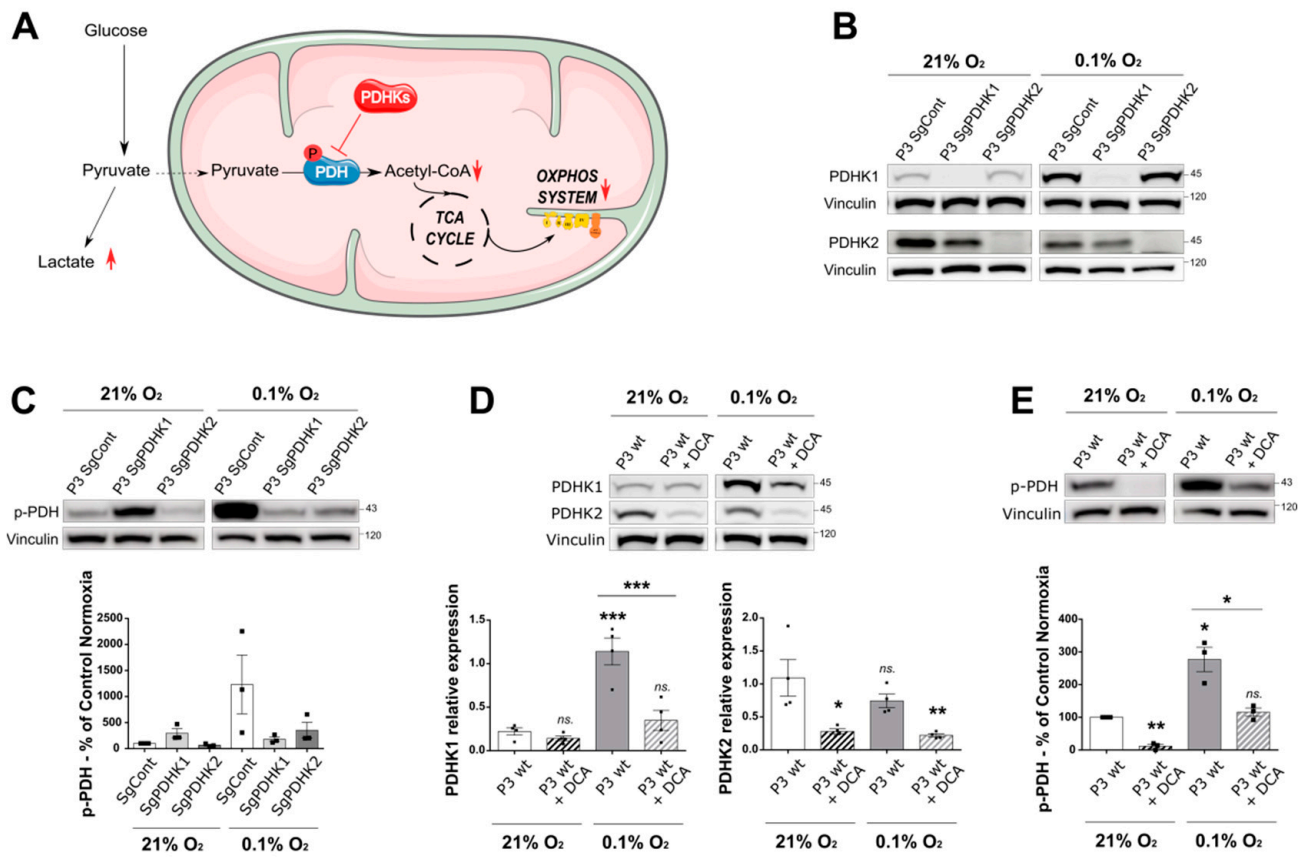 A
Glucose
Pyruvate
Lactate
Pyruvate
PDHKs
P
PDH
Acetyl-CoA
TCA
CYCLE
OXPHOS
SYSTEM
B
21% O₂
0.1% O₂
P3 SgCont
P3 SgPDHK1
P3 SgPDHK2
P3 SgCont
P3 SgPDHK1
P3 SgPDHK2
PDHK1
45
Vinculin
120
PDHK2
45
Vinculin
120
C
21% O₂
0.1% O₂
P3 SgCont
P3 SgPDHK1
P3 SgPDHK2
P3 SgCont
P3 SgPDHK1
P3 SgPDHK2
p-PDH
43
Vinculin
120
p-PDH - % of Control Normoxia
2500
2000
1500
1000
500
0
SgCont
SgPDHK1
SgPDHK2
SgCont
SgPDHK1
SgPDHK2
21% O₂
0.1% O₂
D
21% O₂
0.1% O₂
P3 wt
P3 wt
+ DCA
P3 wt
P3 wt
+ DCA
PDHK1
45
PDHK2
45
Vinculin
120
PDHK1 relative expression
1.5
1.0
0.5
0.0
ns.
***
***
ns.
P3 wt
P3 wt
+ DCA
P3 wt
P3 wt
+ DCA
21% O₂
0.1% O₂
PDHK2 relative expression
2.0
1.5
1.0
0.5
0.0
*
ns.
**
P3 wt
P3 wt
+ DCA
P3 wt
P3 wt
+ DCA
21% O₂
0.1% O₂
E
21% O₂
0.1% O₂
P3 wt
P3 wt
+ DCA
P3 wt
P3 wt
+ DCA
p-PDH
43
Vinculin
120
p-PDH - % of Control Normoxia
400
300
200
100
0
**
*
*
ns.
P3 wt
P3 wt
+ DCA
P3 wt
P3 wt
+ DCA
21% O₂
0.1% O₂